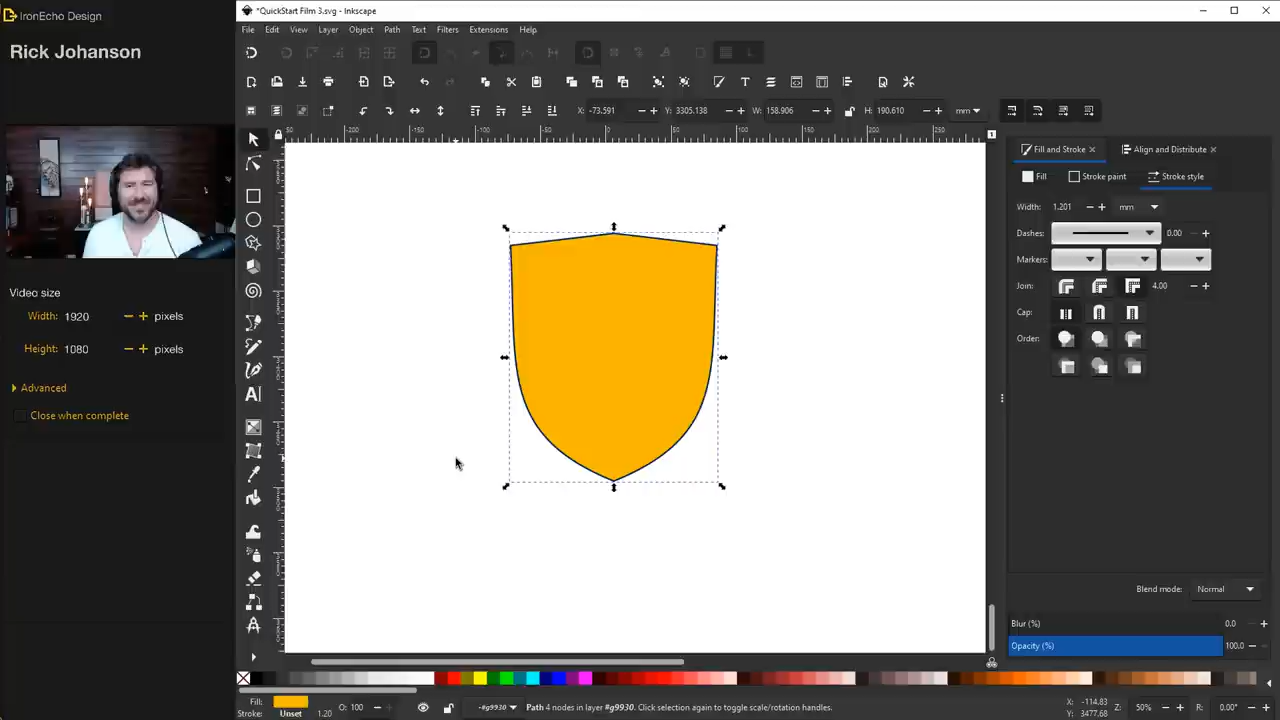 IronEcho Design
Rick Johanson
Video size
Width: 1920 pixels
Height: 1080 pixels
Advanced
Close when complete
*QuickStart Film 3.svg - Inkscape
File Edit View Layer Object Path Text Filters Extensions Help
X: -73.591 Y: 3305.138 W: 158.906 H: 190.610 mm
Fill and Stroke Align and Distribute
Fill Stroke paint Stroke style
Width: 1.201 mm
Dashes: 0.00
Markers:
Join: 4.00
Cap:
Order:
Blend mode: Normal
Blur (%) 0.0
Opacity (%) 100.0
Fill: O: 100 -#g9930 Path 4 nodes in layer #g9930. Click selection again to toggle scale/rotation handles. X: -114.83 Z: 50% R: 0.00°
Stroke: Unset 1.20 Y: 3477.68